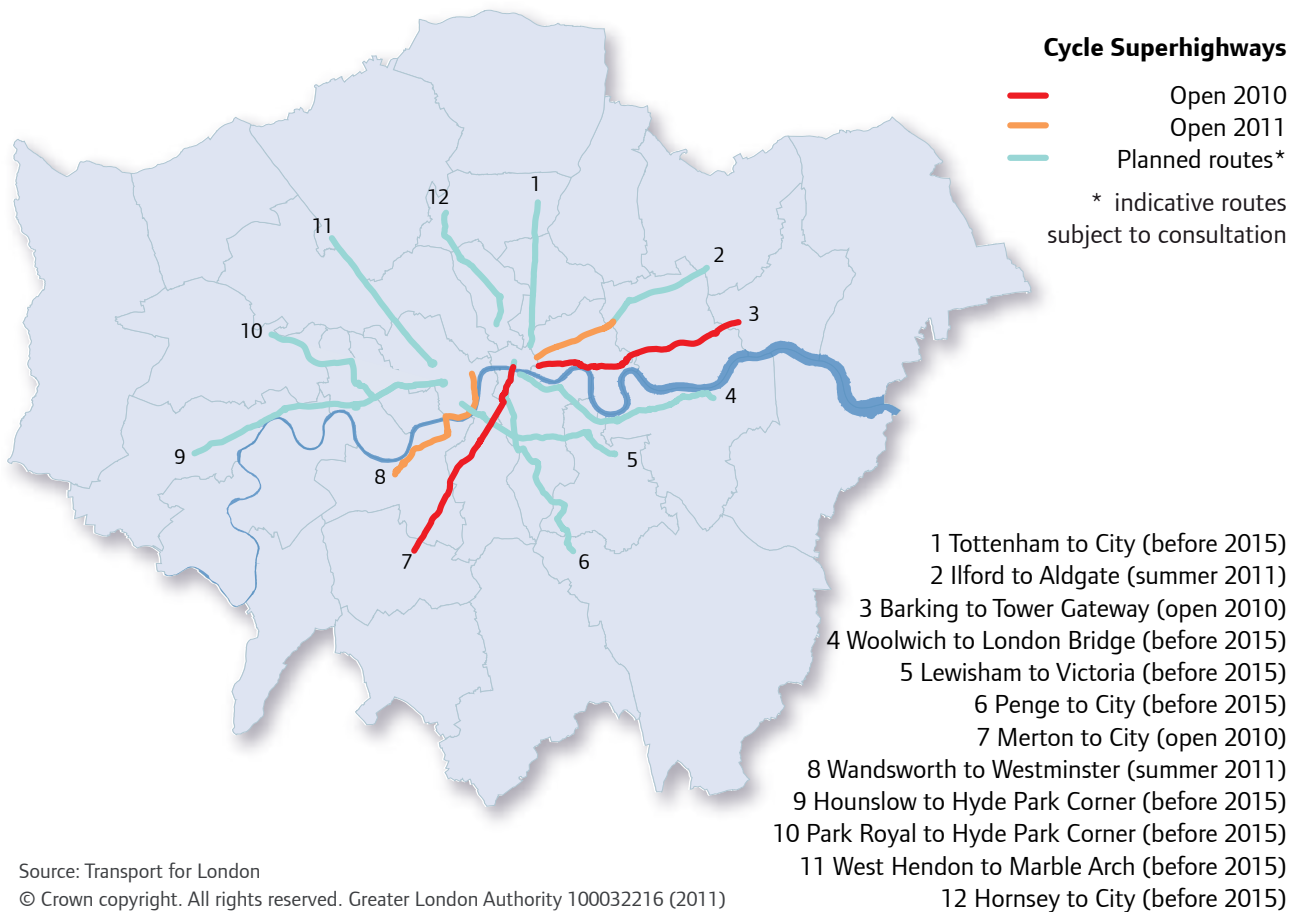 Cycle Superhighways
Open 2010
Open 2011
Planned routes*
* indicative routes
subject to consultation
1
12
11
2
3
10
4
9
5
8
7
6
1 Tottenham to City (before 2015)
2 Ilford to Aldgate (summer 2011)
3 Barking to Tower Gateway (open 2010)
4 Woolwich to London Bridge (before 2015)
5 Lewisham to Victoria (before 2015)
6 Penge to City (before 2015)
7 Merton to City (open 2010)
8 Wandsworth to Westminster (summer 2011)
9 Hounslow to Hyde Park Corner (before 2015)
10 Park Royal to Hyde Park Corner (before 2015)
11 West Hendon to Marble Arch (before 2015)
12 Hornsey to City (before 2015)
Source: Transport for London
© Crown copyright. All rights reserved. Greater London Authority 100032216 (2011)